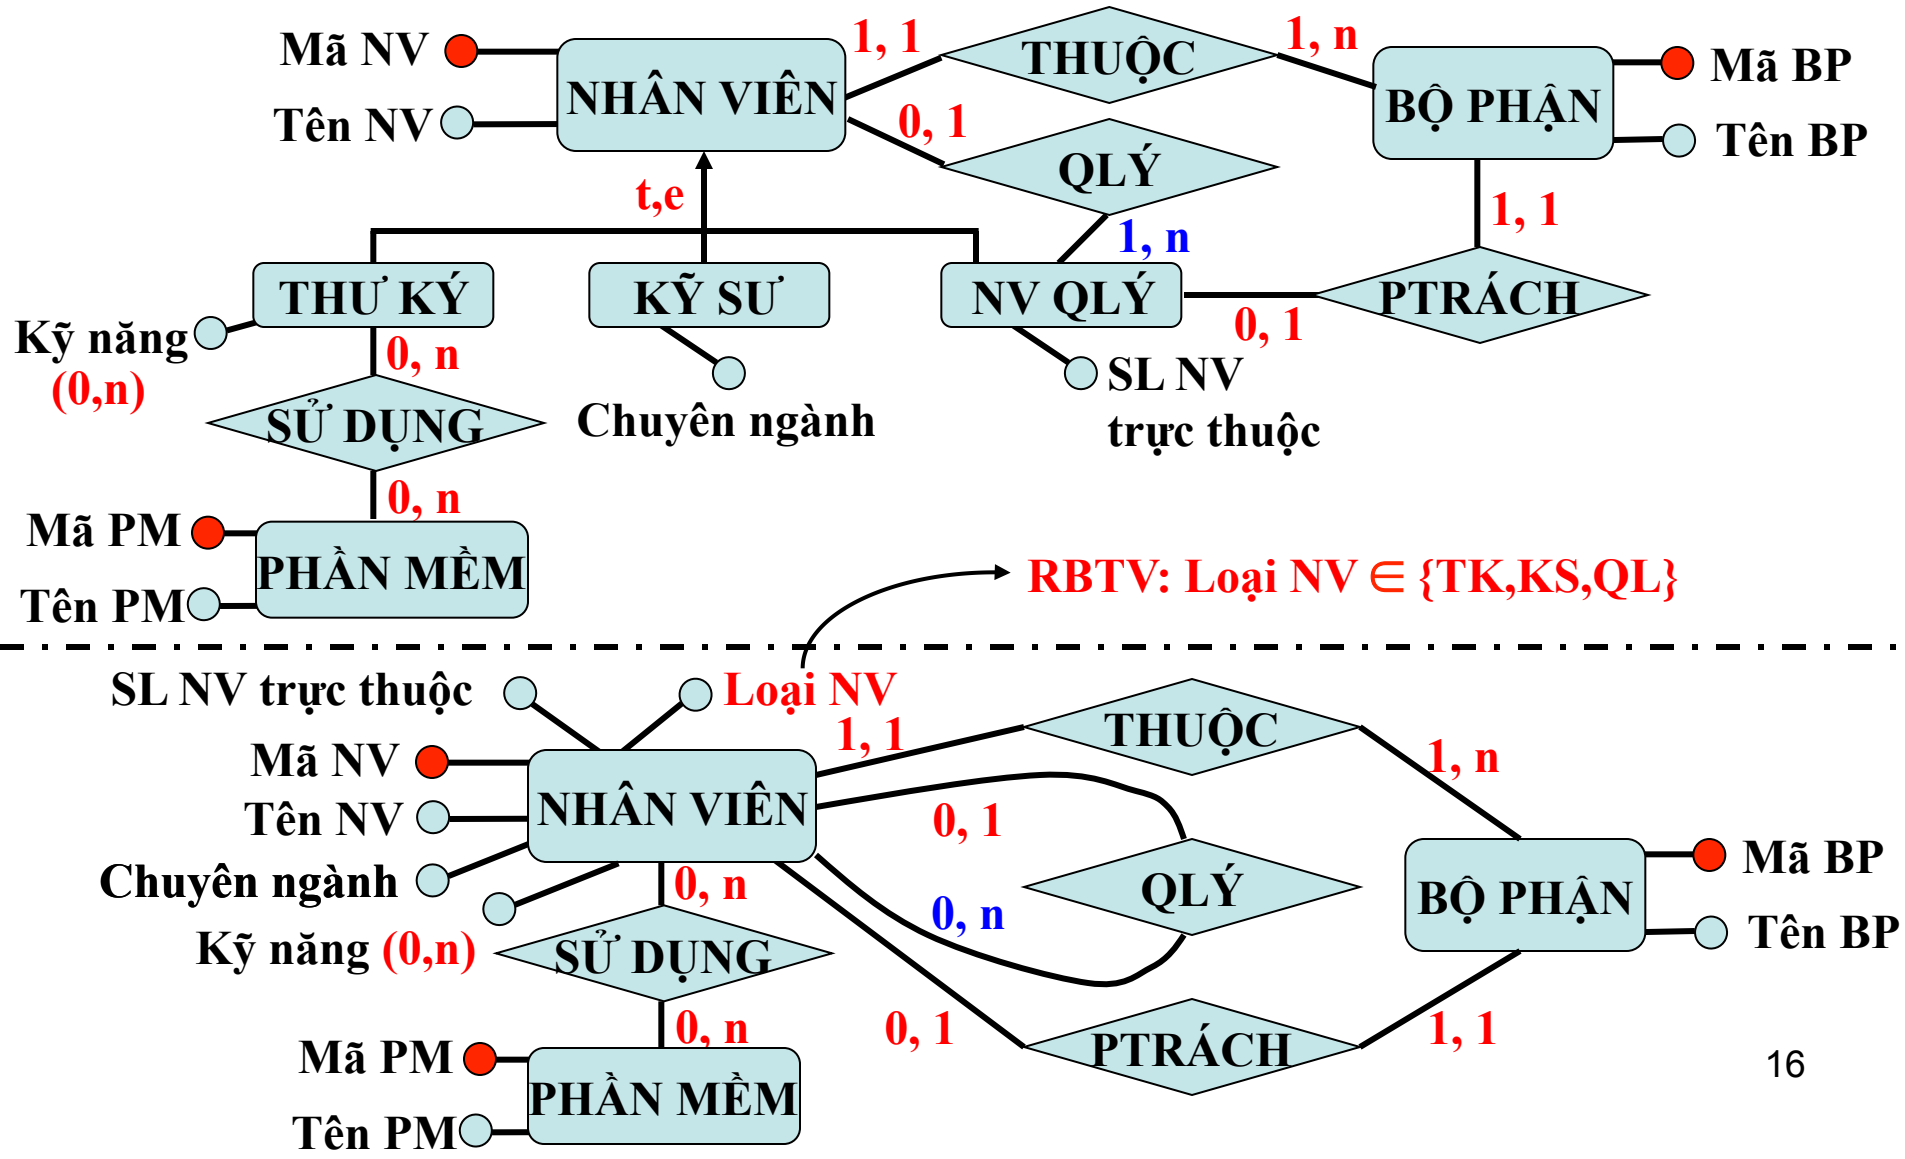 Mã NV
Tên NV
NHÂN VIÊN
1, 1
THUỘC
1, n
BỘ PHẬN
Mã BP
Tên BP
0, 1
QLÝ
1, n
1, 1
t,e
THƯ KÝ
KỸ SƯ
NV QLÝ
0, 1
PTRÁCH
Kỹ năng
(0,n)
0, n
SỬ DỤNG
Chuyên ngành
SL NV
trực thuộc
0, n
Mã PM
Tên PM
PHẦN MỀM
RBTV: Loại NV ∈ {TK,KS,QL}
SL NV trực thuộc
Loại NV
Mã NV
Tên NV
Chuyên ngành
Kỹ năng (0,n)
NHÂN VIÊN
1, 1
THUỘC
1, n
0, 1
QLÝ
0, n
BỘ PHẬN
Mã BP
Tên BP
0, n
SỬ DỤNG
0, n
0, 1
PTRÁCH
1, 1
Mã PM
Tên PM
PHẦN MỀM
16